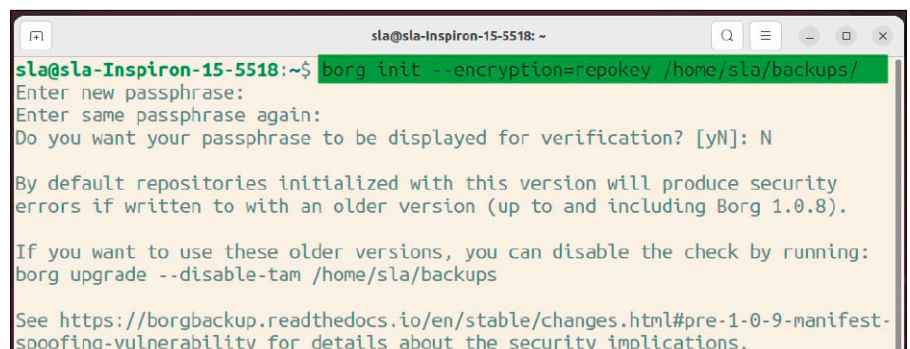 sla@sla-Inspiron-15-5518: ~
sla@sla-Inspiron-15-5518:~$ borg init --encryption=repokey /home/sla/backups/
Enter new passphrase:
Enter same passphrase again:
Do you want your passphrase to be displayed for verification? [yN]: N
By default repositories initialized with this version will produce security
errors if written to with an older version (up to and including Borg 1.0.8).
If you want to use these older versions, you can disable the check by running:
borg upgrade --disable-tam /home/sla/backups
See https://borgbackup.readthedocs.io/en/stable/changes.html#pre-1-0-9-manifest-
spoofing-vulnerability for details about the security implications.